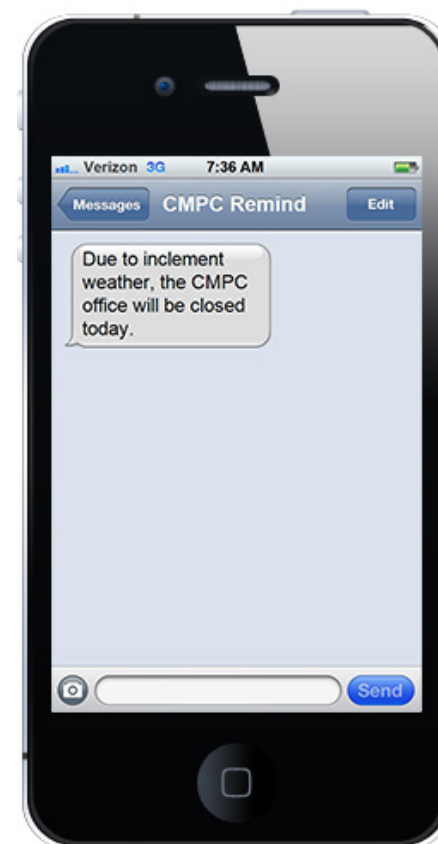 Verizon 3G 7:36 AM
Messages CMPC Remind Edit
Due to inclement
weather, the CMPC
office will be closed
today.
Send